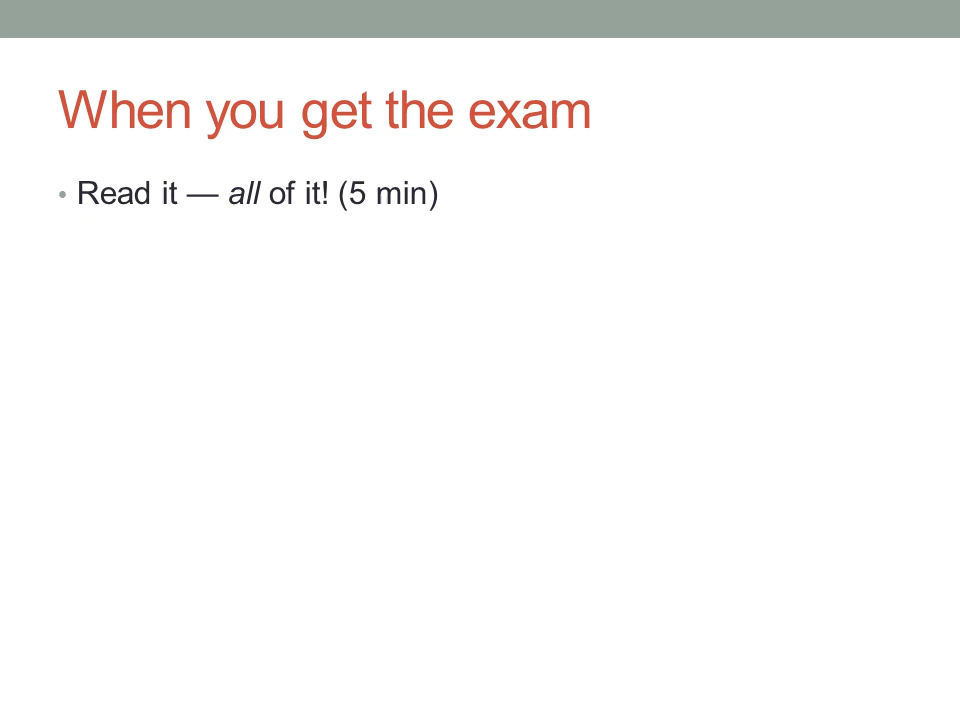 When you get the exam
• Read it — all of it! (5 min)